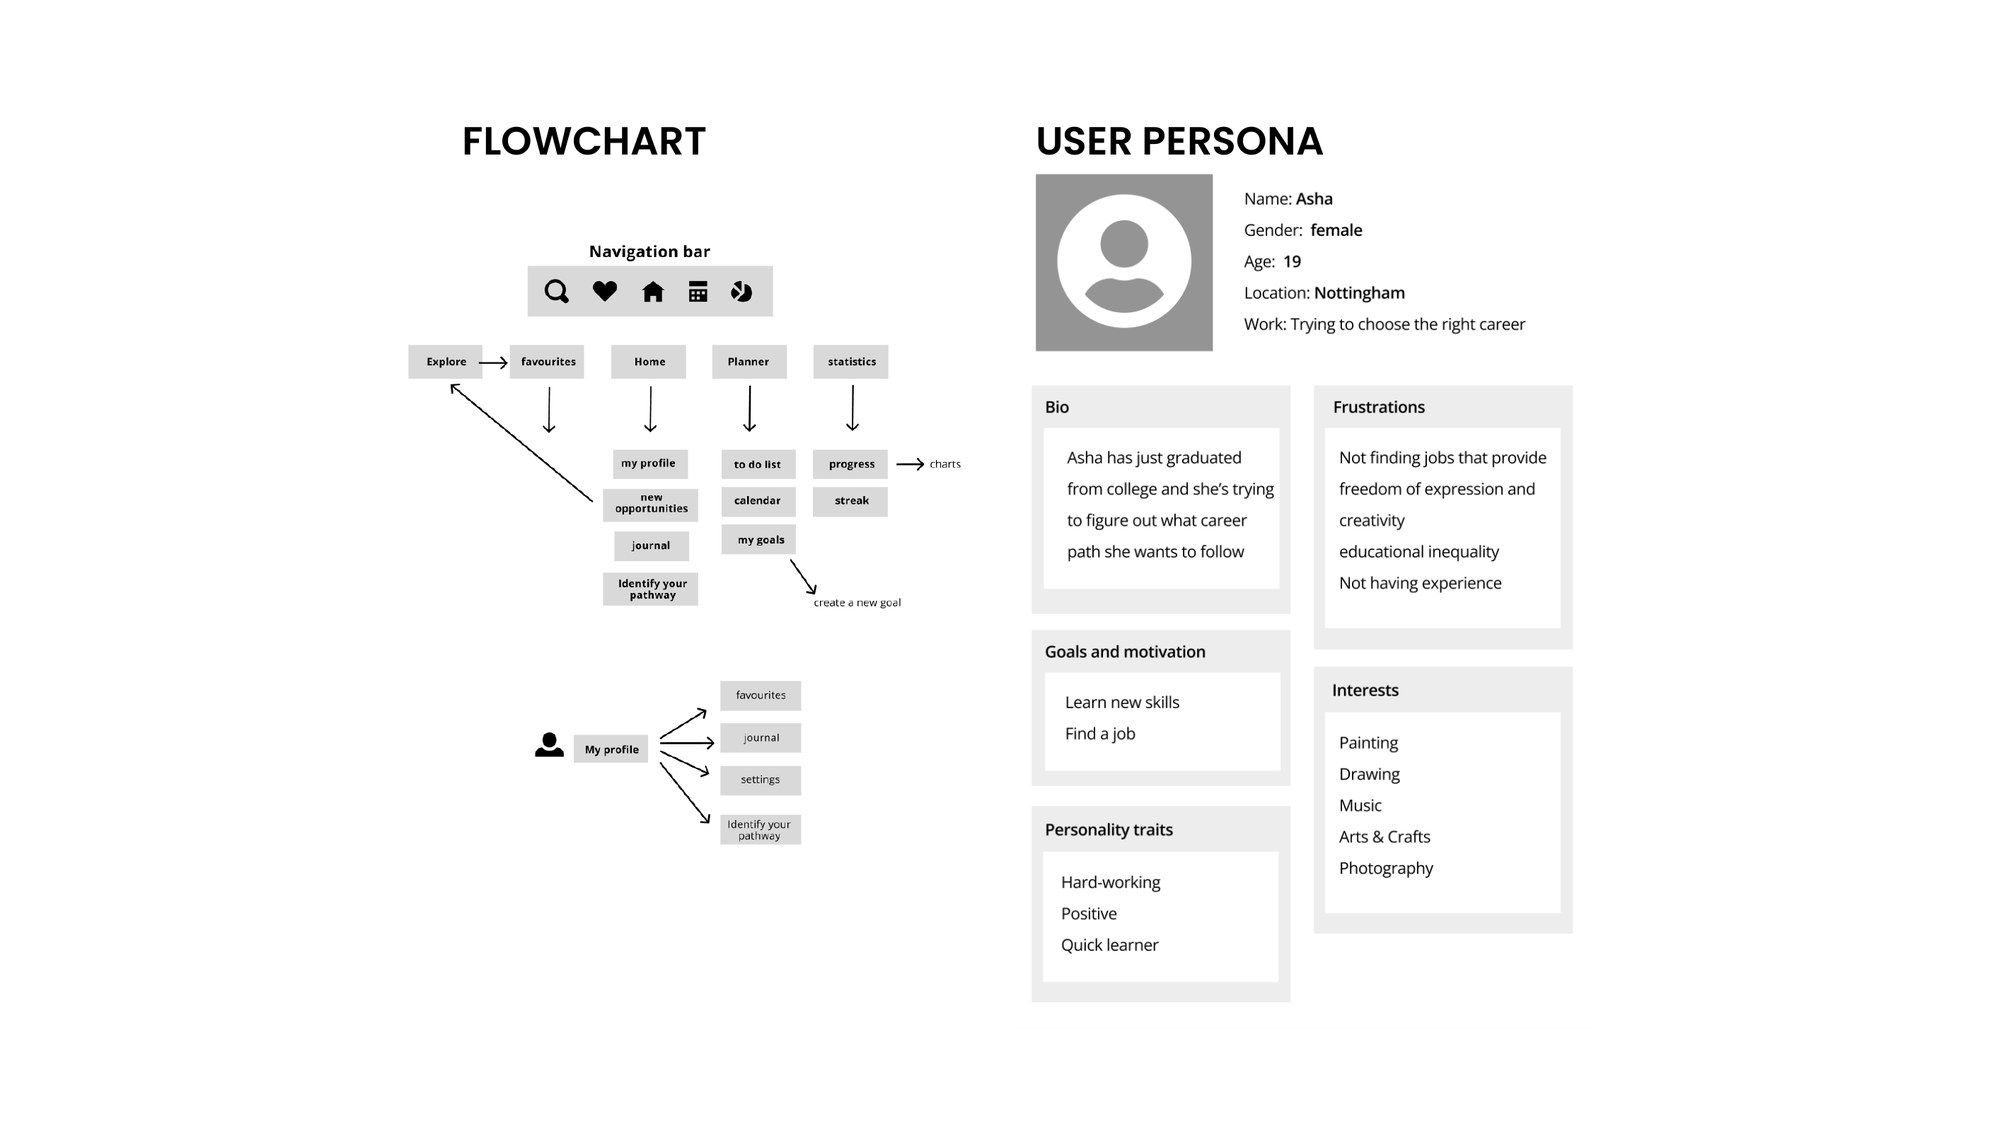 FLOWCHART
Navigation bar
Explore
favourites
Home
Planner
statistics
my profile
new
opportunities
journal
Identify your
pathway
to do list
calendar
my goals
create a new goal
progress
charts
streak
My profile
favourites
journal
settings
Identify your
pathway
USER PERSONA
Name: Asha
Gender: female
Age: 19
Location: Nottingham
Work: Trying to choose the right career
Bio
Asha has just graduated
from college and she’s trying
to figure out what career
path she wants to follow
Goals and motivation
Learn new skills
Find a job
Personality traits
Hard-working
Positive
Quick learner
Frustrations
Not finding jobs that provide
freedom of expression and
creativity
educational inequality
Not having experience
Interests
Painting
Drawing
Music
Arts & Crafts
Photography